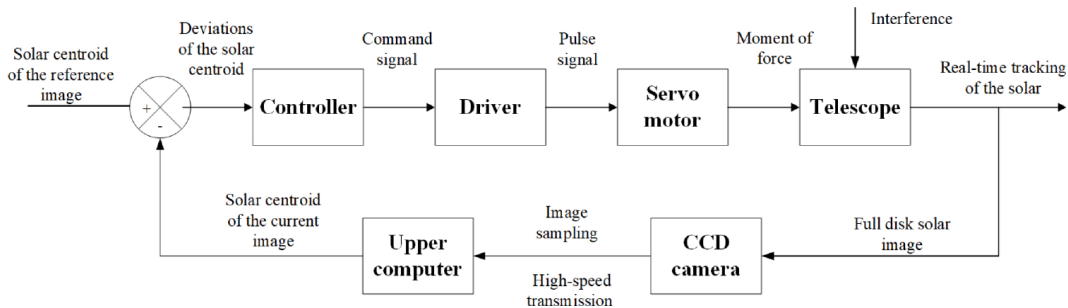 Solar centroid
of the reference
image
Deviations
of the solar
centroid
Command
signal
Pulse
signal
Moment
of force
Interference
Real-time tracking
of the solar
+
-
Controller
Driver
Servo
motor
Telescope
Solar centroid
of the current
image
Upper
computer
Image
sampling
High-speed
transmission
CCD
camera
Full disk solar
image